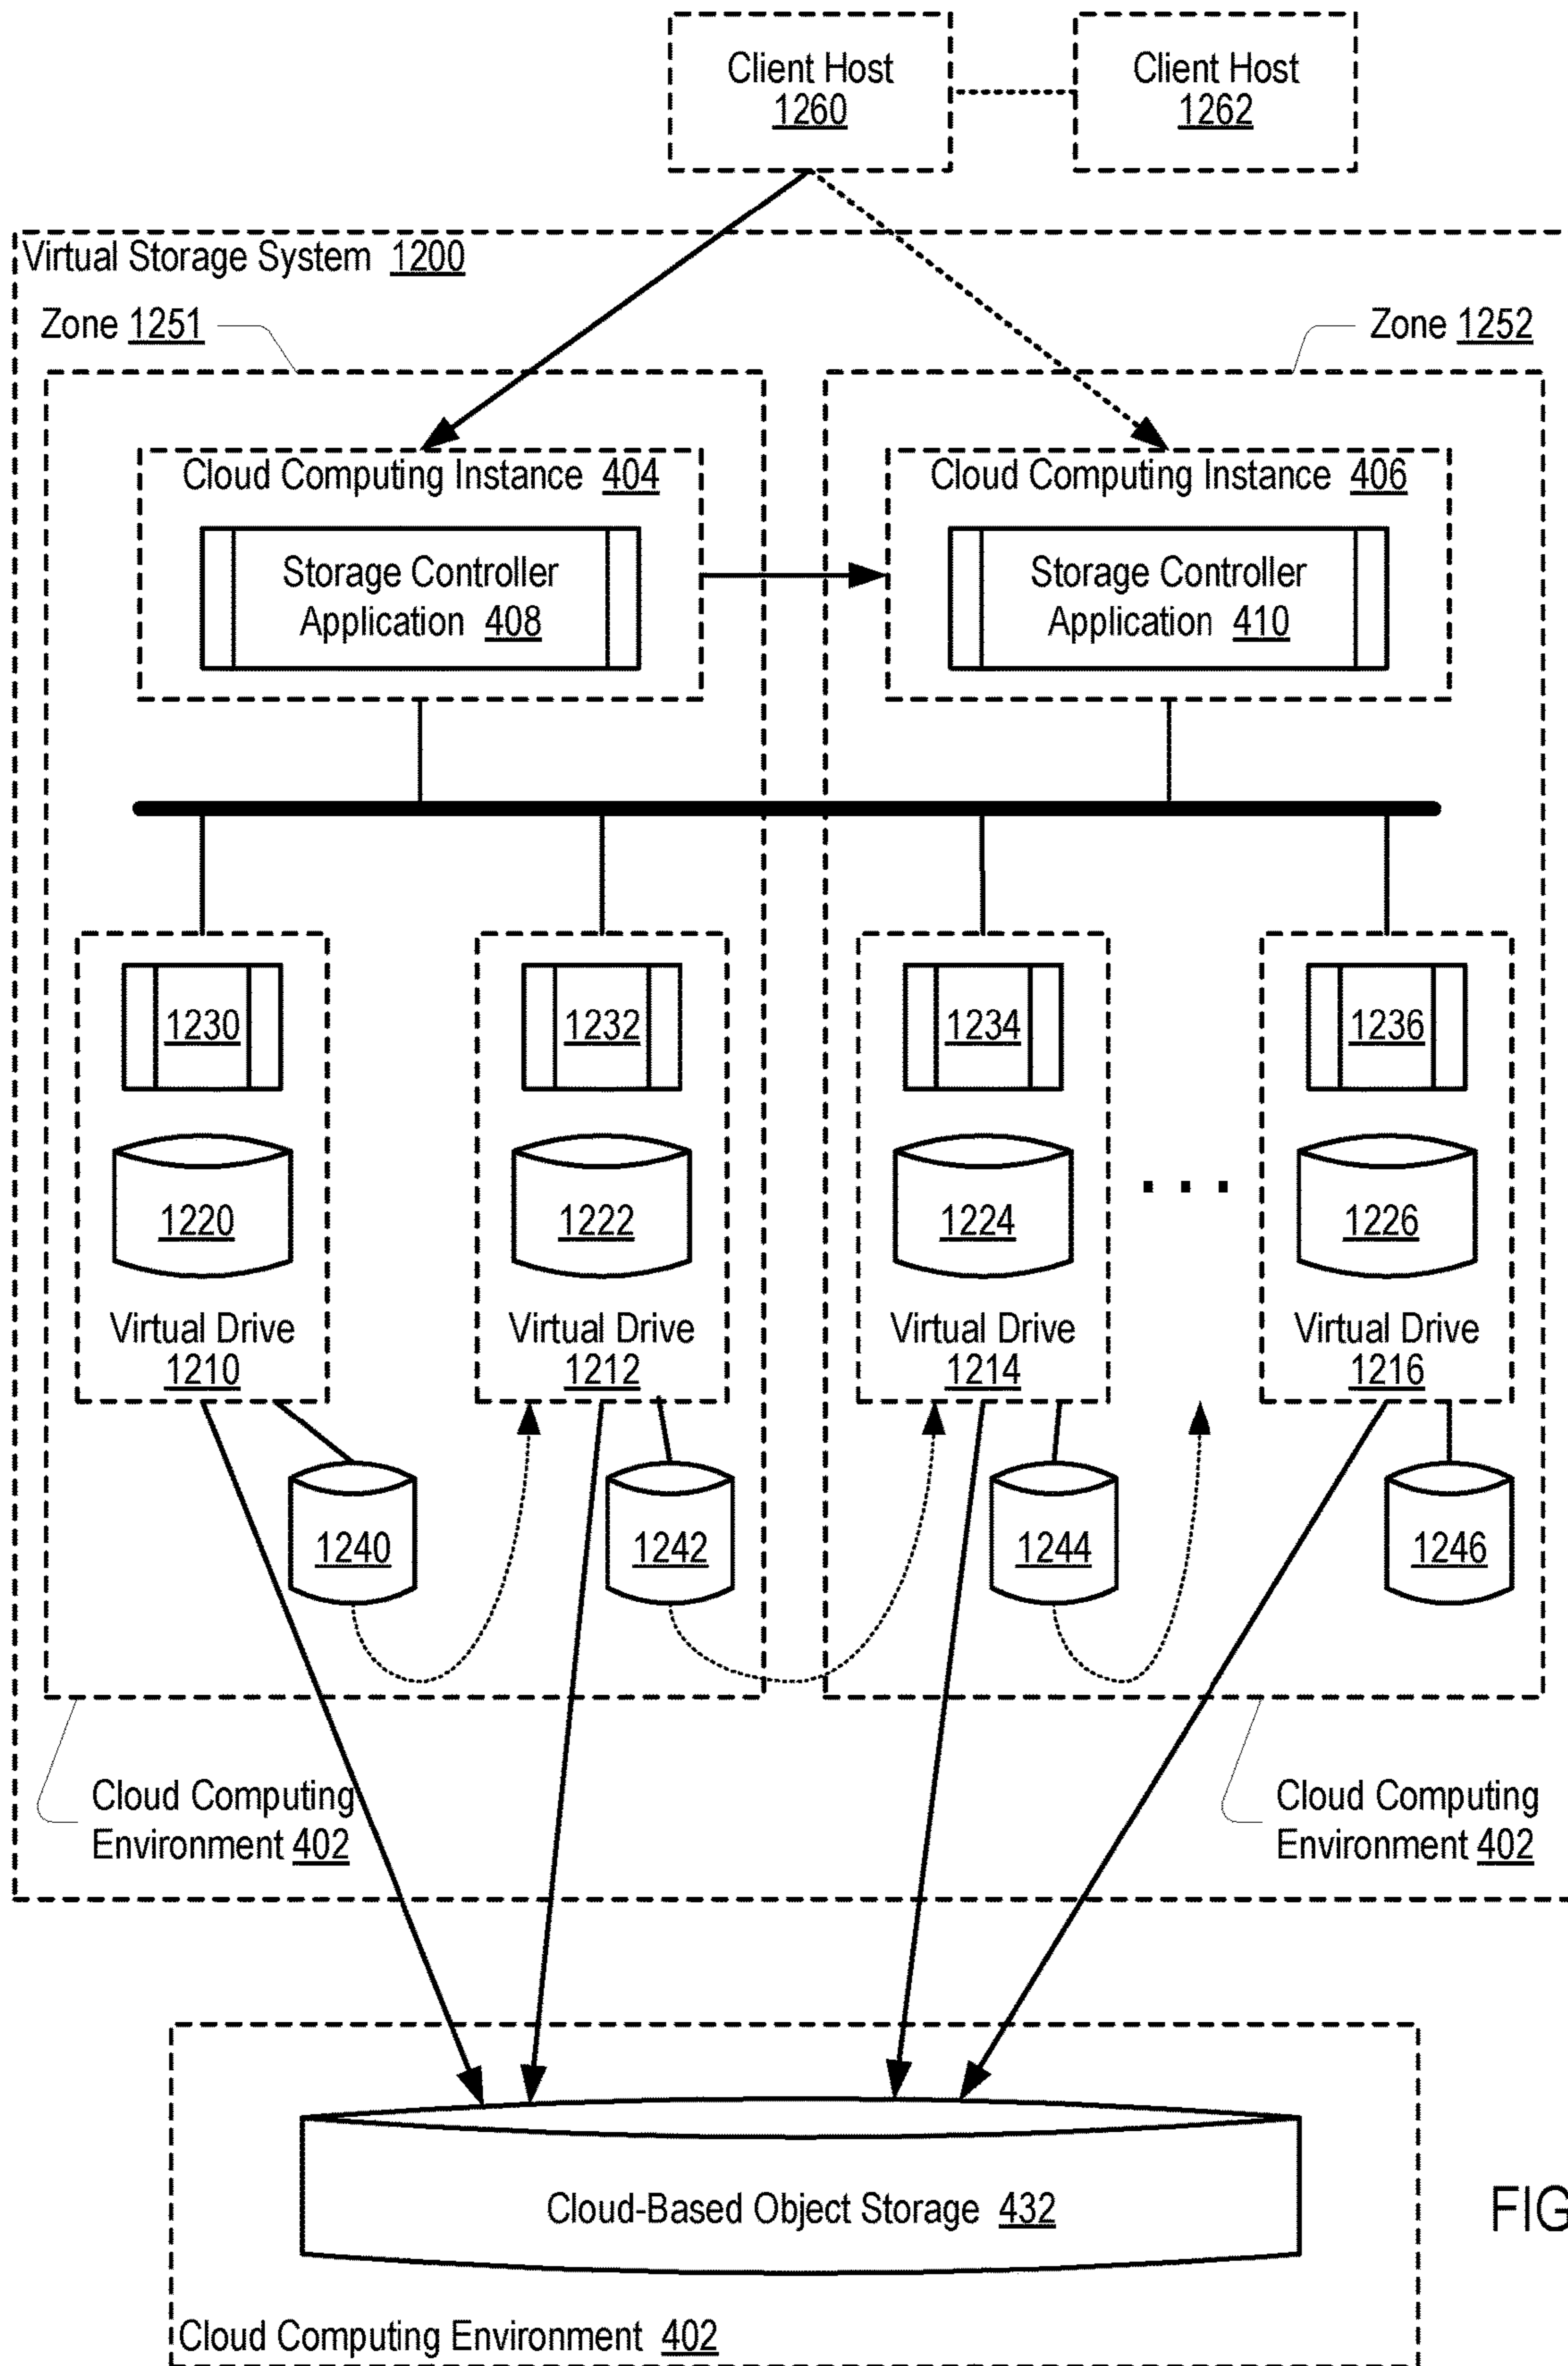 Client Host
1260
Client Host
1262
Virtual Storage System 1200
Zone 1251
Zone 1252
Cloud Computing Instance 404
Storage Controller
Application 408
Cloud Computing Instance 406
Storage Controller
Application 410
1230
1232
1234
1236
1220
1222
1224
1226
Virtual Drive
1210
Virtual Drive
1212
Virtual Drive
1214
Virtual Drive
1216
1240
1242
1244
1246
Cloud Computing
Environment 402
Cloud Computing
Environment 402
Cloud-Based Object Storage 432
FIG
Cloud Computing Environment 402